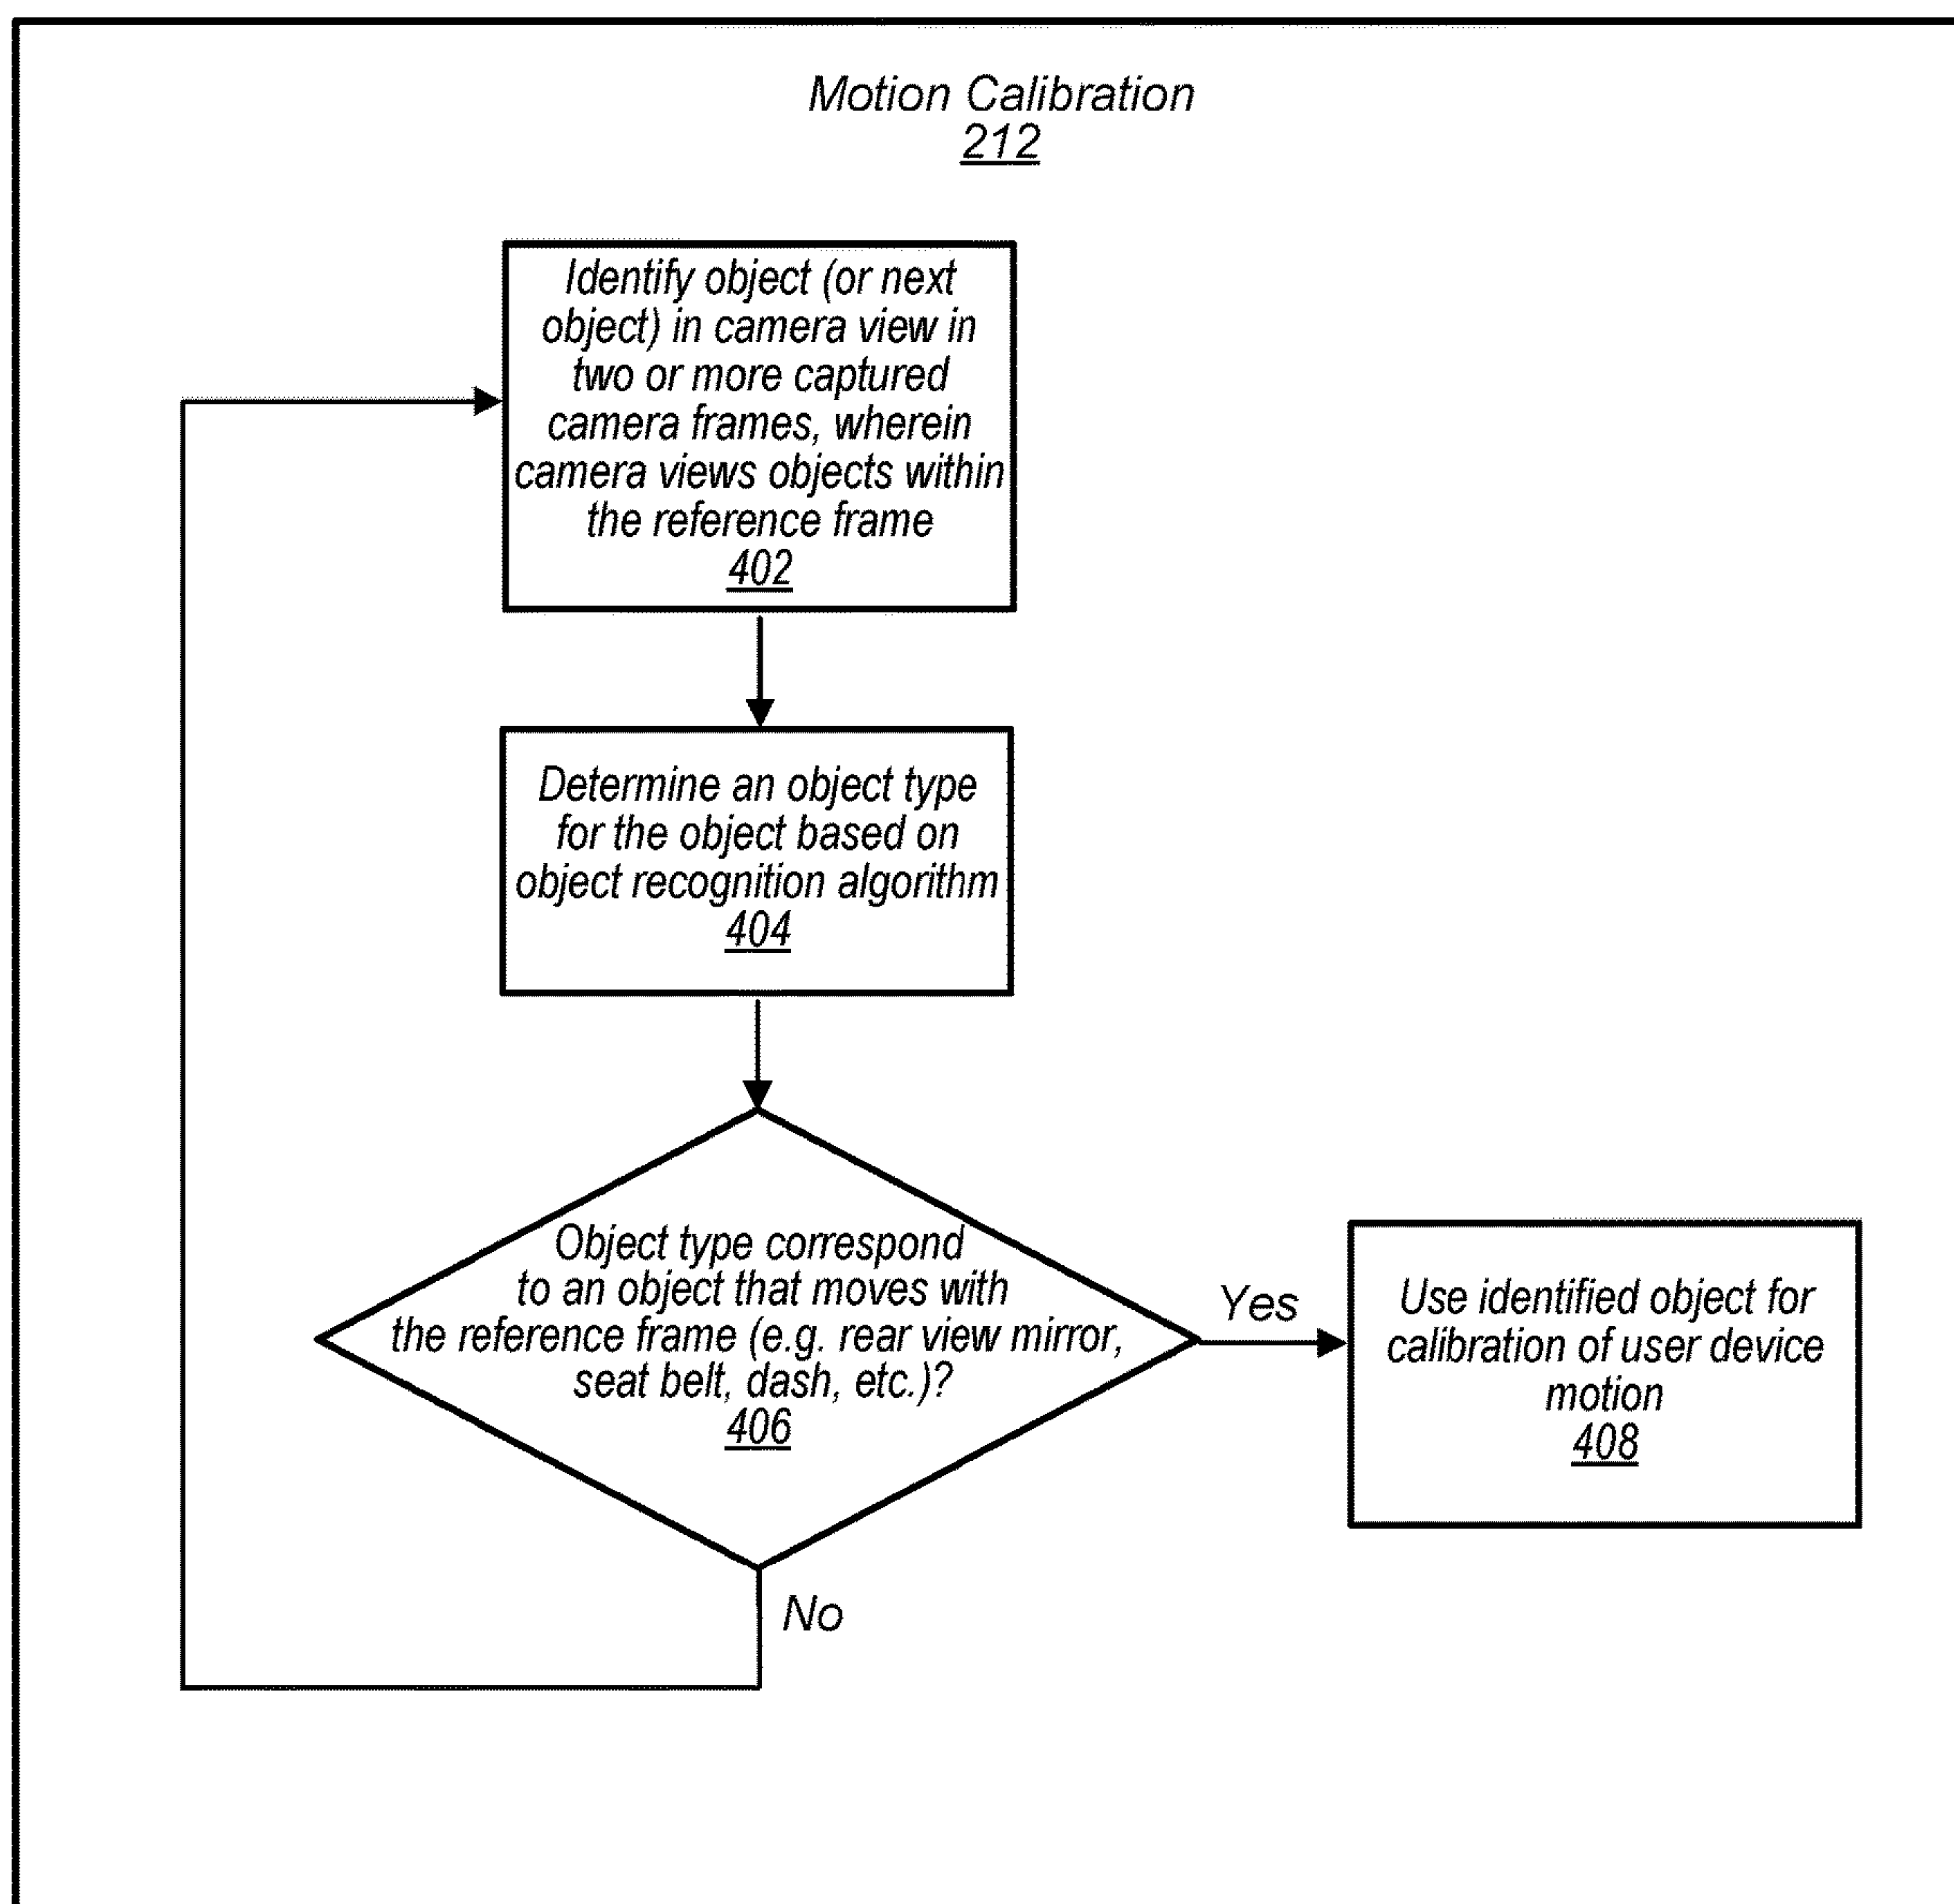 Motion Calibration
212
Identify object (or next
object) in camera view in
two or more captured
camera frames, wherein
camera views objects within
the reference frame
402
Determine an object type
for the object based on
object recognition algorithm
404
Object type correspond
to an object that moves with
the reference frame (e.g. rear view mirror,
seat belt, dash, etc.)?
406
Yes
Use identified object for
calibration of user device
motion
408
No